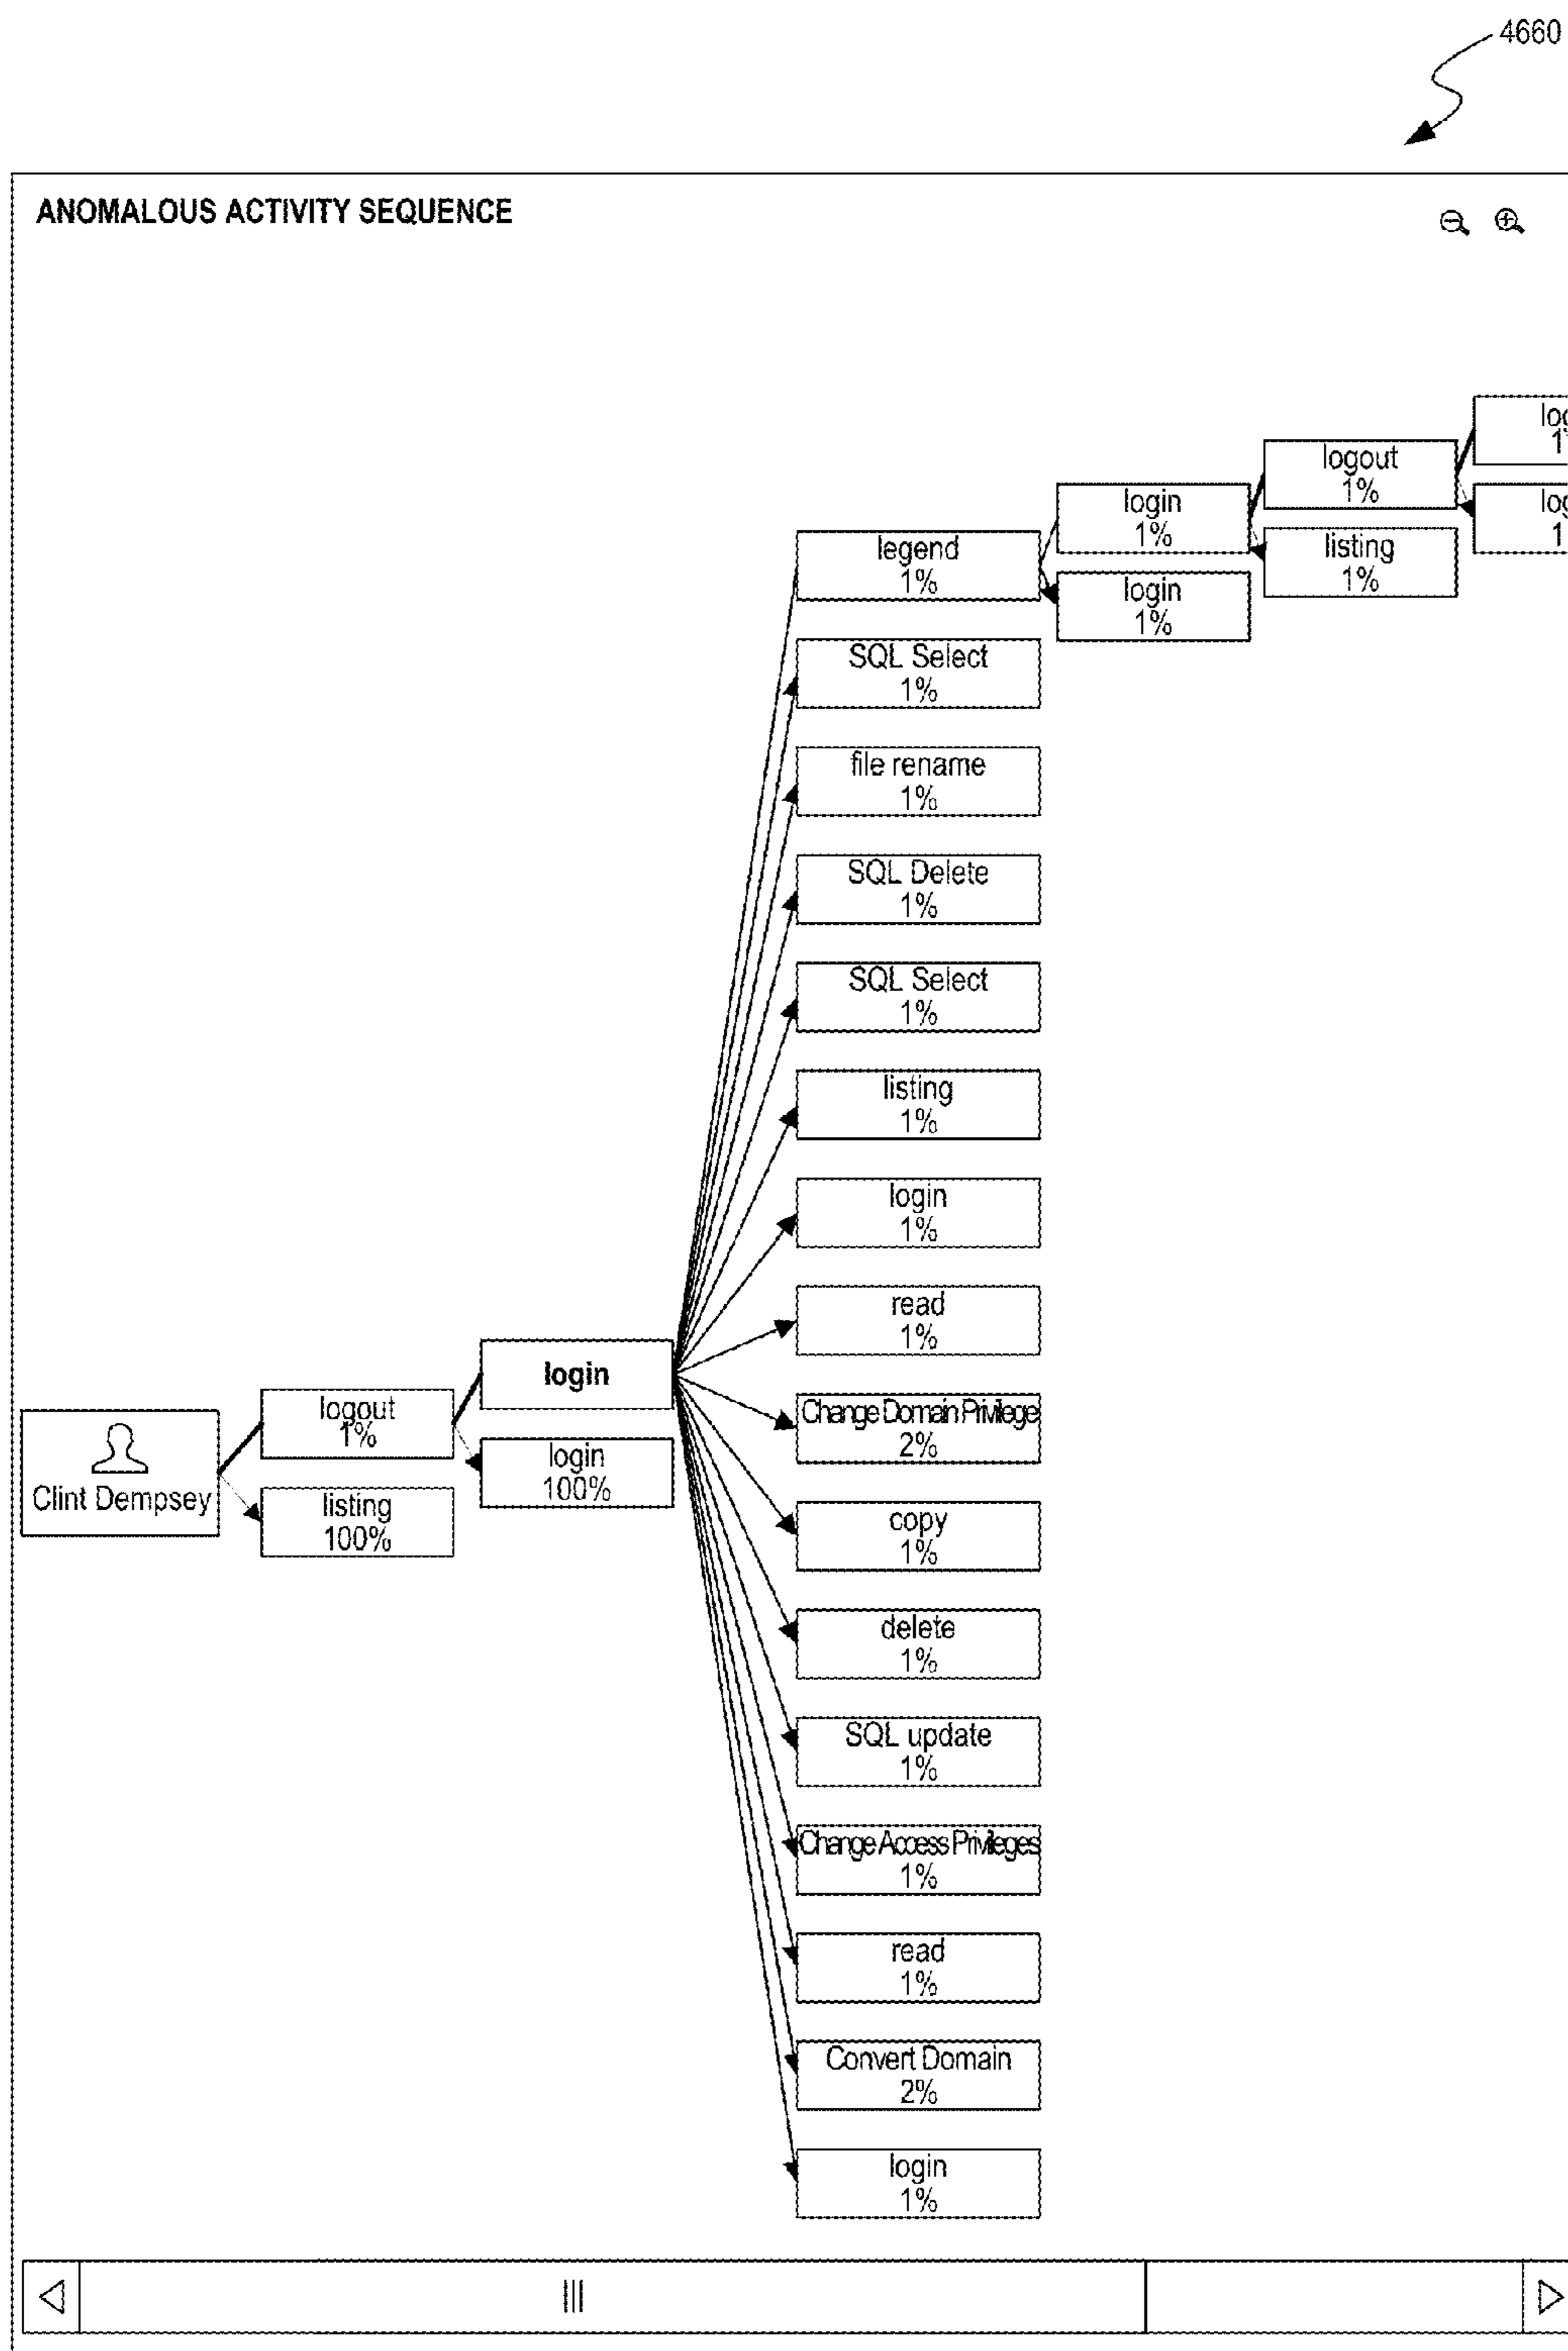 4660
ANOMALOUS ACTIVITY SEQUENCE
Clint Dempsey
logout
1%
listing
100%
login
login
100%
legend
1%
SQL Select
1%
file rename
1%
SQL Delete
1%
SQL Select
1%
listing
1%
login
1%
read
1%
Change Domain Privilege
2%
copy
1%
delete
1%
SQL update
1%
Change Access Privileges
1%
read
1%
Convert Domain
2%
login
1%
login
1%
login
1%
logout
1%
listing
1%